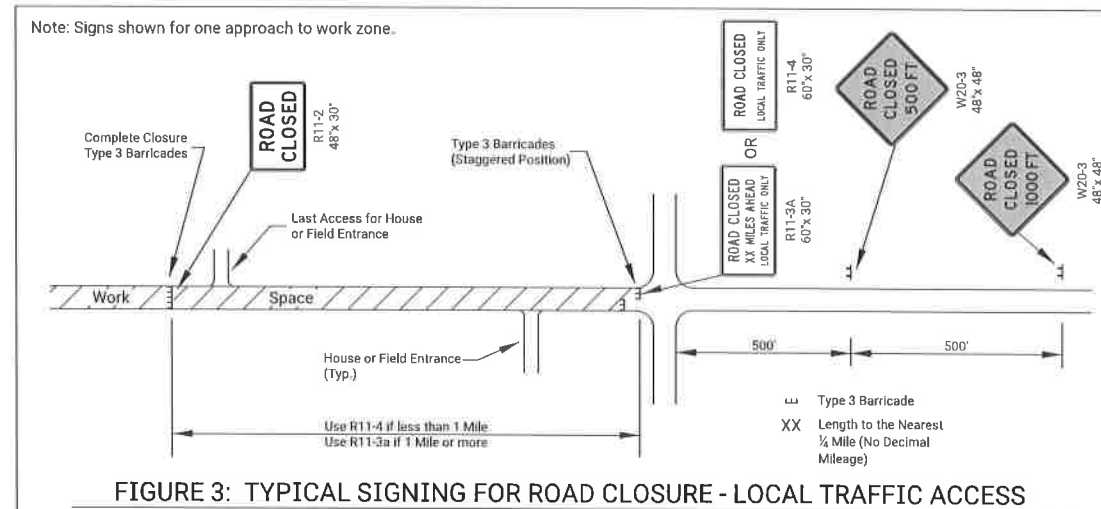 Note: Signs shown for one approach to work zone.
ROAD
CLOSED
R11-2
48"x 30"
Complete Closure
Type 3 Barricades
Type 3 Barricades
(Staggered Position)
ROAD CLOSED
LOCAL TRAFFIC ONLY
R11-4
60"x 30"
OR
ROAD CLOSED
XX MILES AHEAD
LOCAL TRAFFIC ONLY
R11-3A
60"x 30"
ROAD
CLOSED
500 FT
W20-3
48"x 48"
ROAD
CLOSED
1000 FT
W20-3
48"x 48"
Last Access for House
or Field Entrance
Work
Space
House or Field Entrance
(Typ.)
500'
500'
Use R11-4 if less than 1 Mile
Use R11-3a if 1 Mile or more
Type 3 Barricade
XX Length to the Nearest
¼ Mile (No Decimal
Mileage)
FIGURE 3: TYPICAL SIGNING FOR ROAD CLOSURE - LOCAL TRAFFIC ACCESS